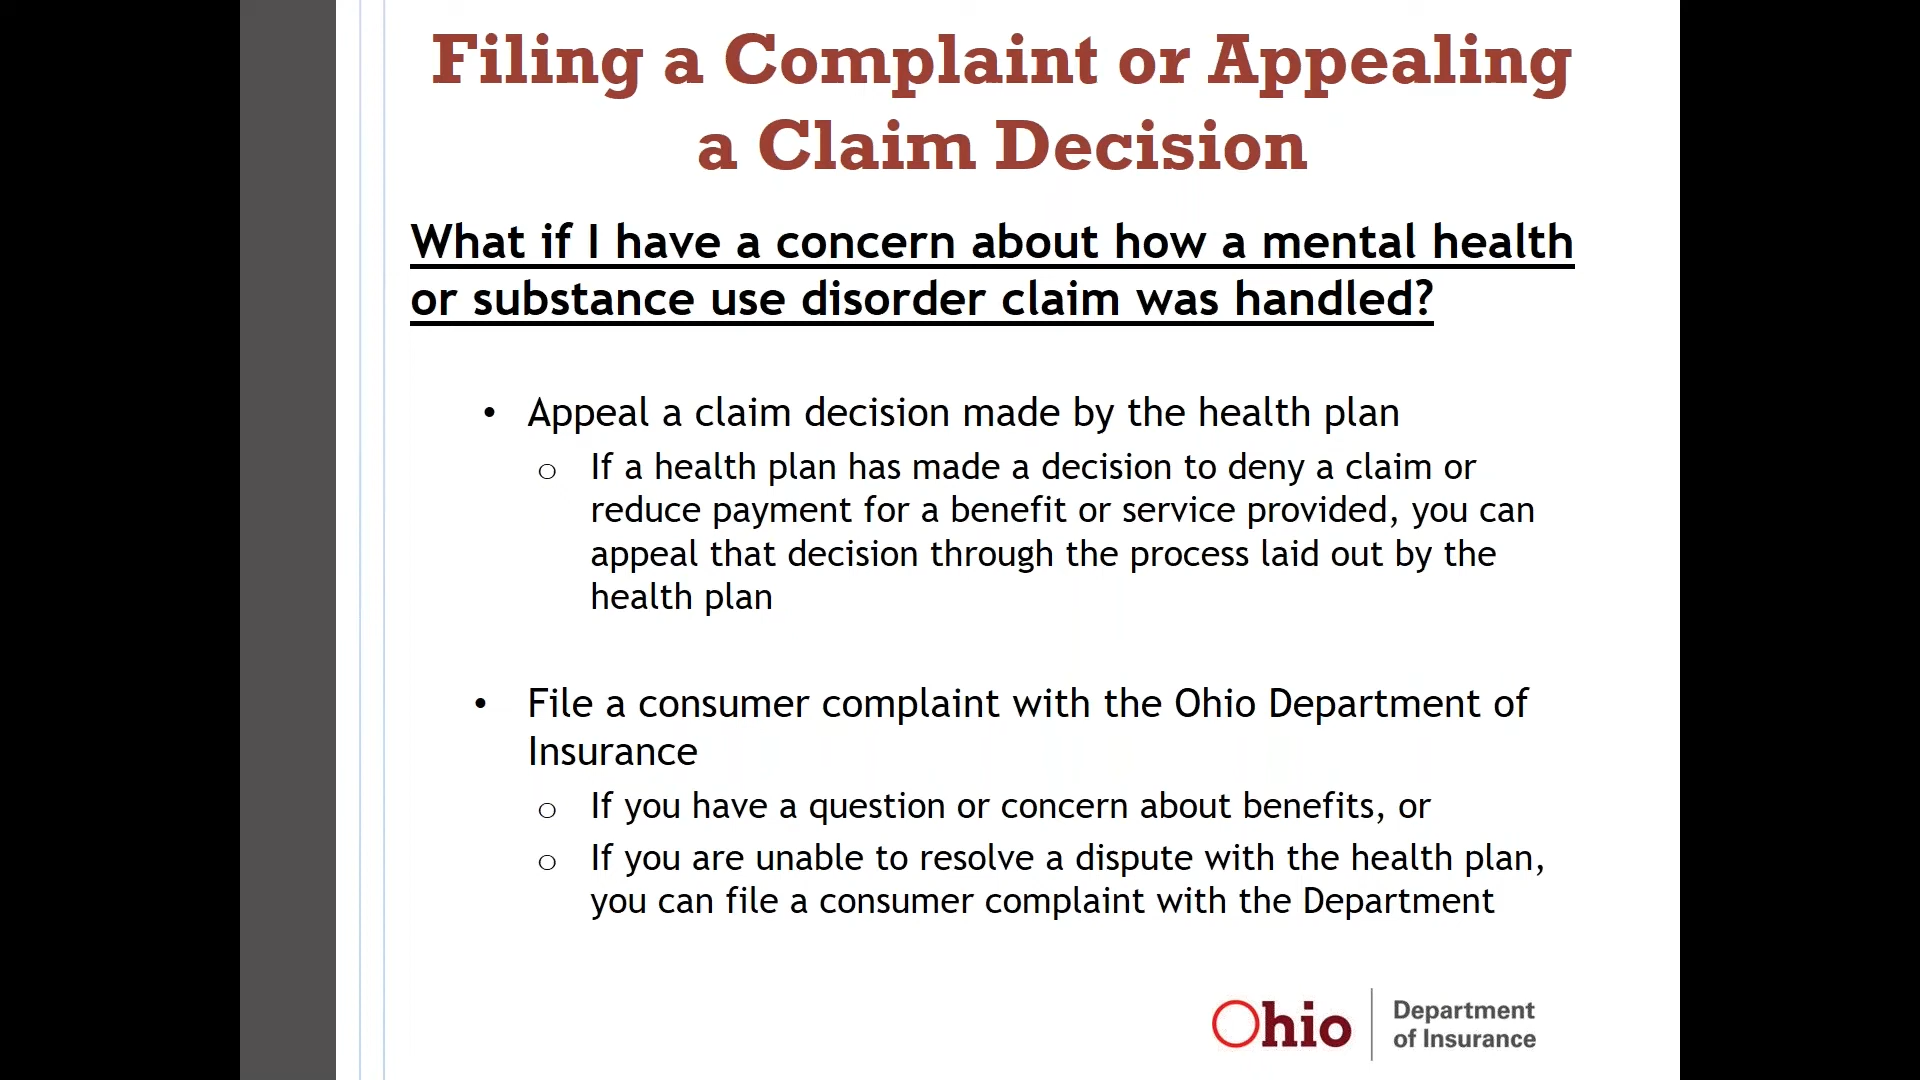 Filing a Complaint or Appealing
a Claim Decision
What if I have a concern about how a mental health
or substance use disorder claim was handled?
• Appeal a claim decision made by the health plan
o If a health plan has made a decision to deny a claim or
reduce payment for a benefit or service provided, you can
appeal that decision through the process laid out by the
health plan
• File a consumer complaint with the Ohio Department of
Insurance
o If you have a question or concern about benefits, or
o If you are unable to resolve a dispute with the health plan,
you can file a consumer complaint with the Department
Ohio
Department
of Insurance